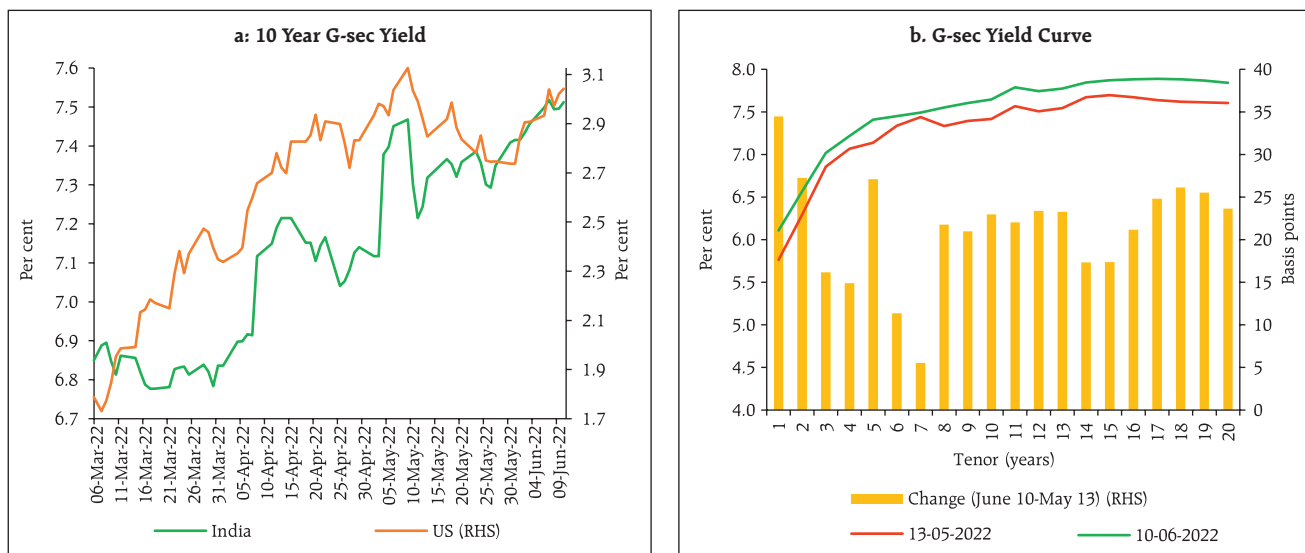 a: 10 Year G-sec Yield
Per cent
7.6
7.5
7.4
7.3
7.2
7.1
7.0
6.9
6.8
6.7
3.1
2.9
2.7
2.5
2.3
2.1
1.9
1.7
Per cent
06-Mar-22
11-Mar-22
16-Mar-22
21-Mar-22
26-Mar-22
31-Mar-22
05-Apr-22
10-Apr-22
15-Apr-22
20-Apr-22
25-Apr-22
30-Apr-22
05-May-22
10-May-22
15-May-22
20-May-22
25-May-22
30-May-22
04-Jun-22
09-Jun-22
India US (RHS)
b. G-sec Yield Curve
Per cent
8.0
7.5
7.0
6.5
6.0
5.5
5.0
4.5
4.0
40
35
30
25
20
15
10
5
0
Basis points
1 2 3 4 5 6 7 8 9 10 11 12 13 14 15 16 17 18 19 20
Tenor (years)
Change (June 10-May 13) (RHS)
13-05-2022 10-06-2022